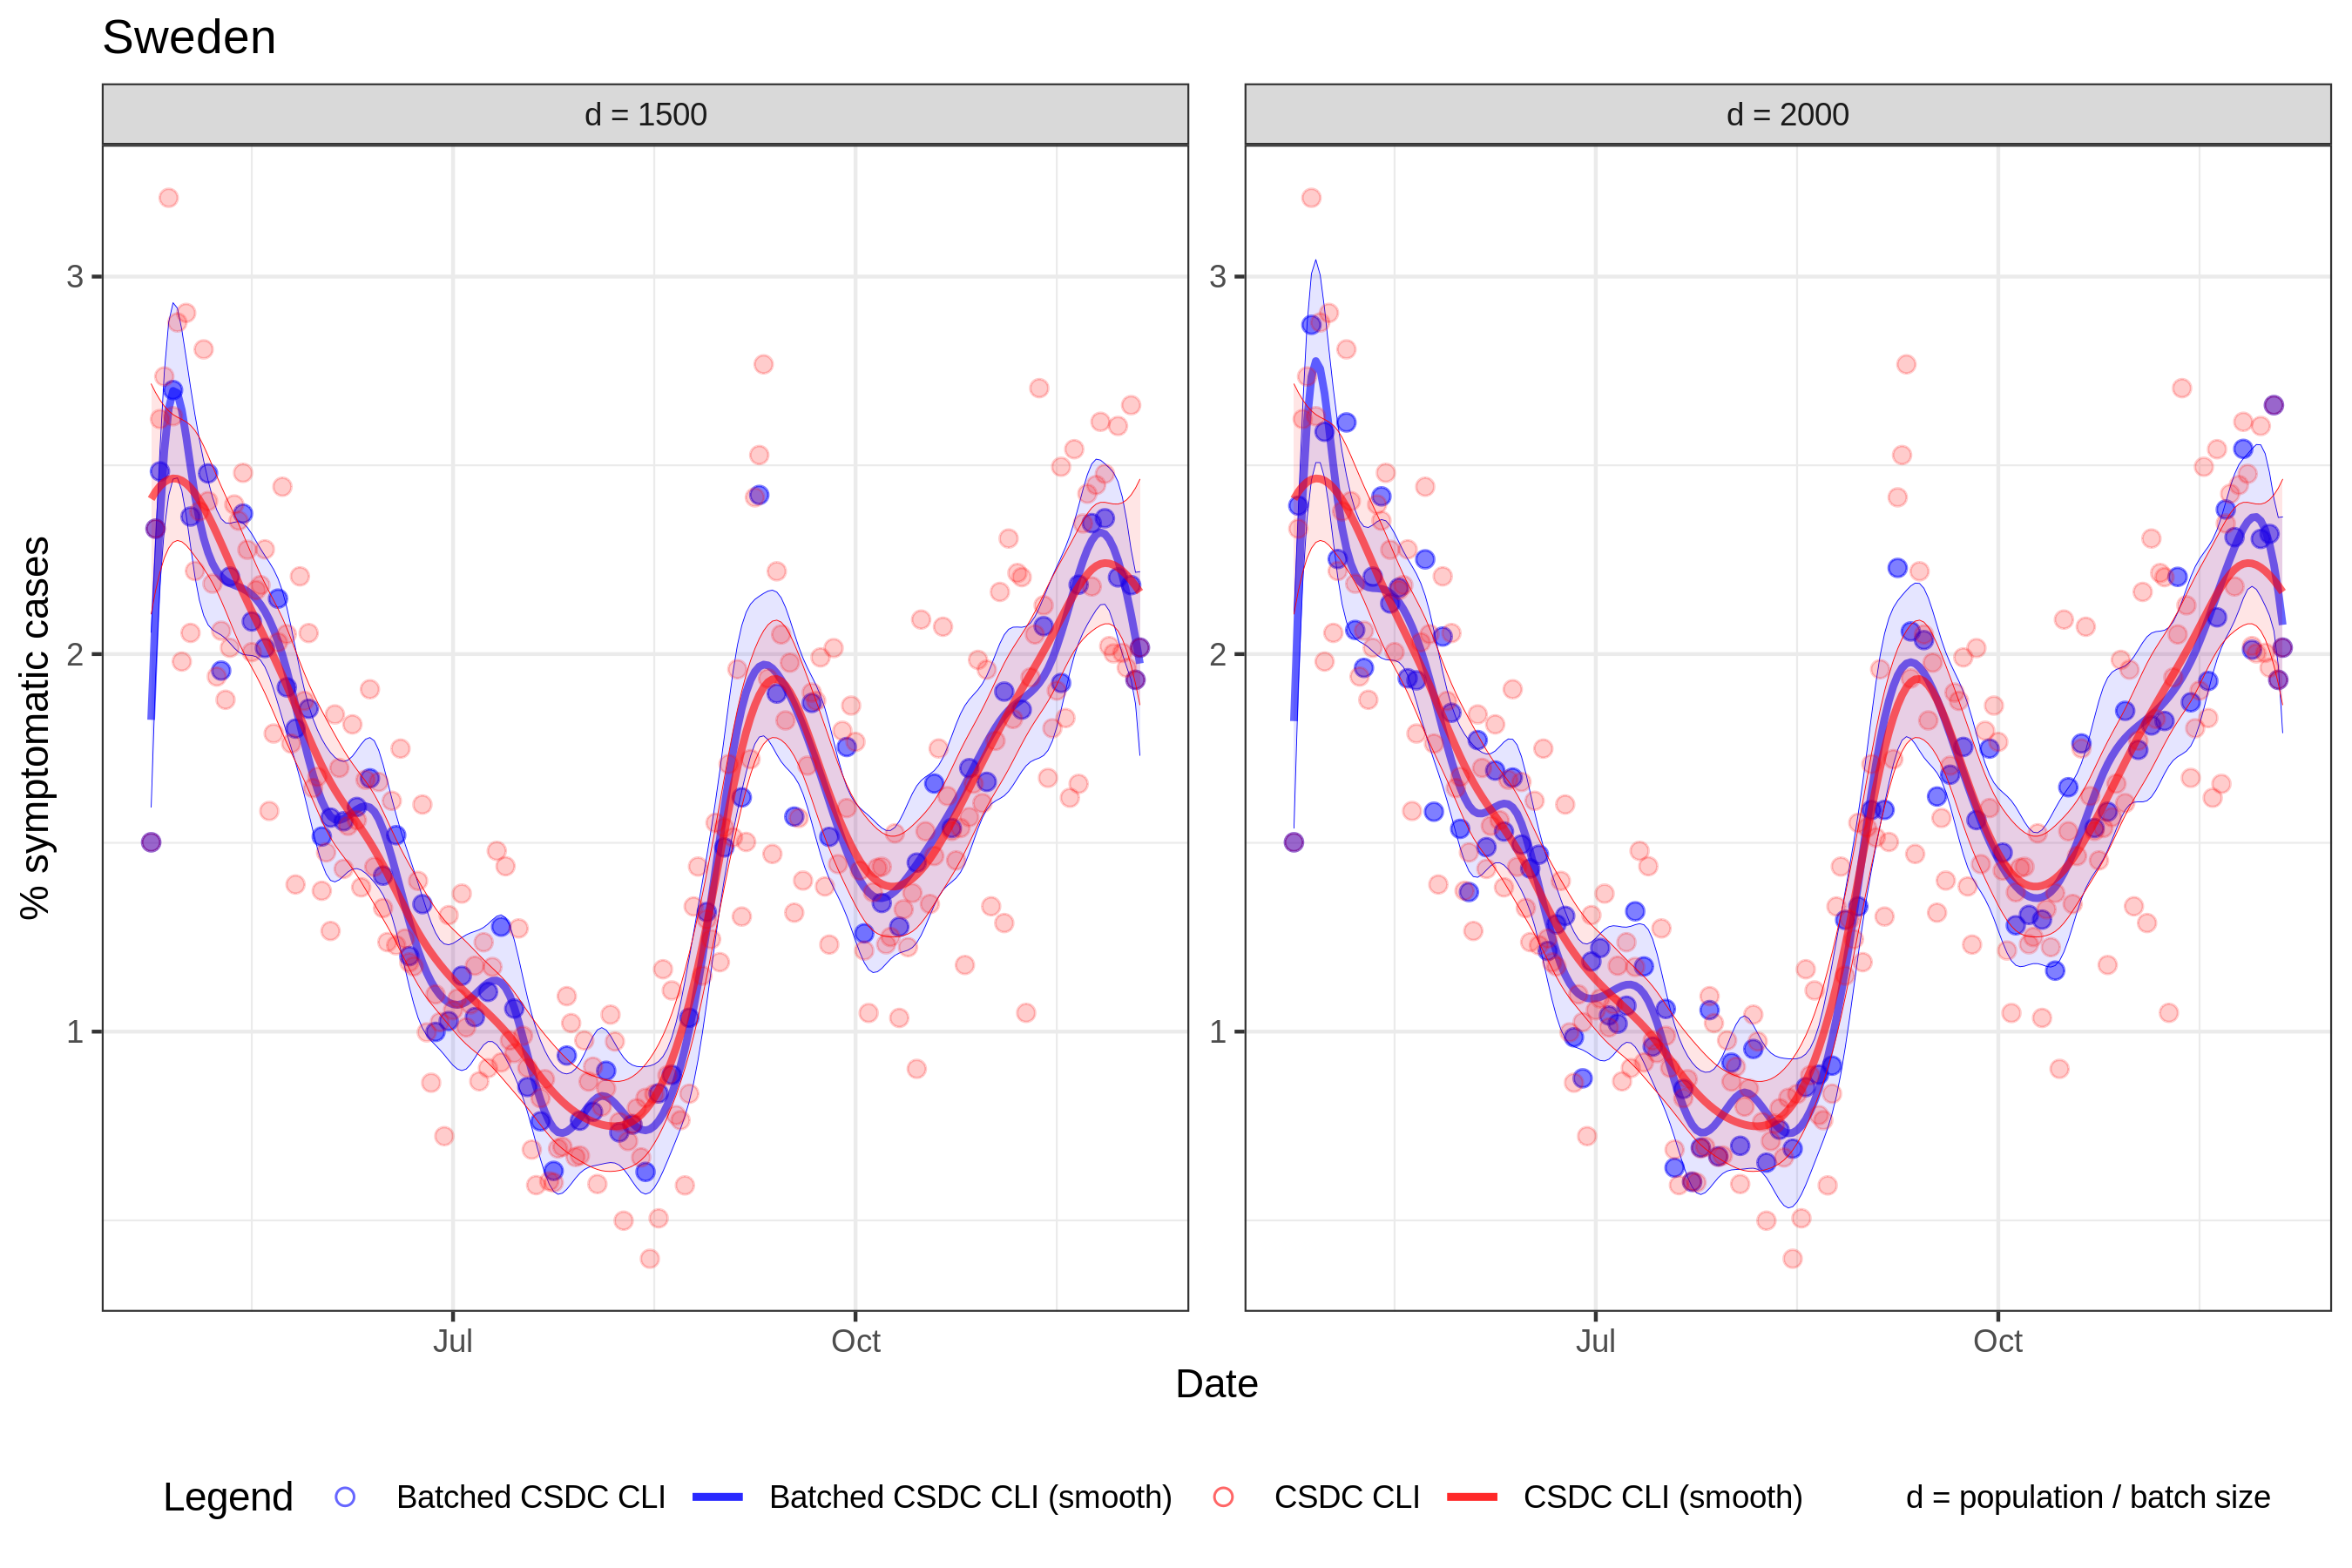 Sweden
d = 1500
d = 2000
% symptomatic cases
3
2
1
3
2
1
Jul
Oct
Jul
Oct
Date
Legend
Batched CSDC CLI
Batched CSDC CLI (smooth)
CSDC CLI
CSDC CLI (smooth)
d = population / batch size